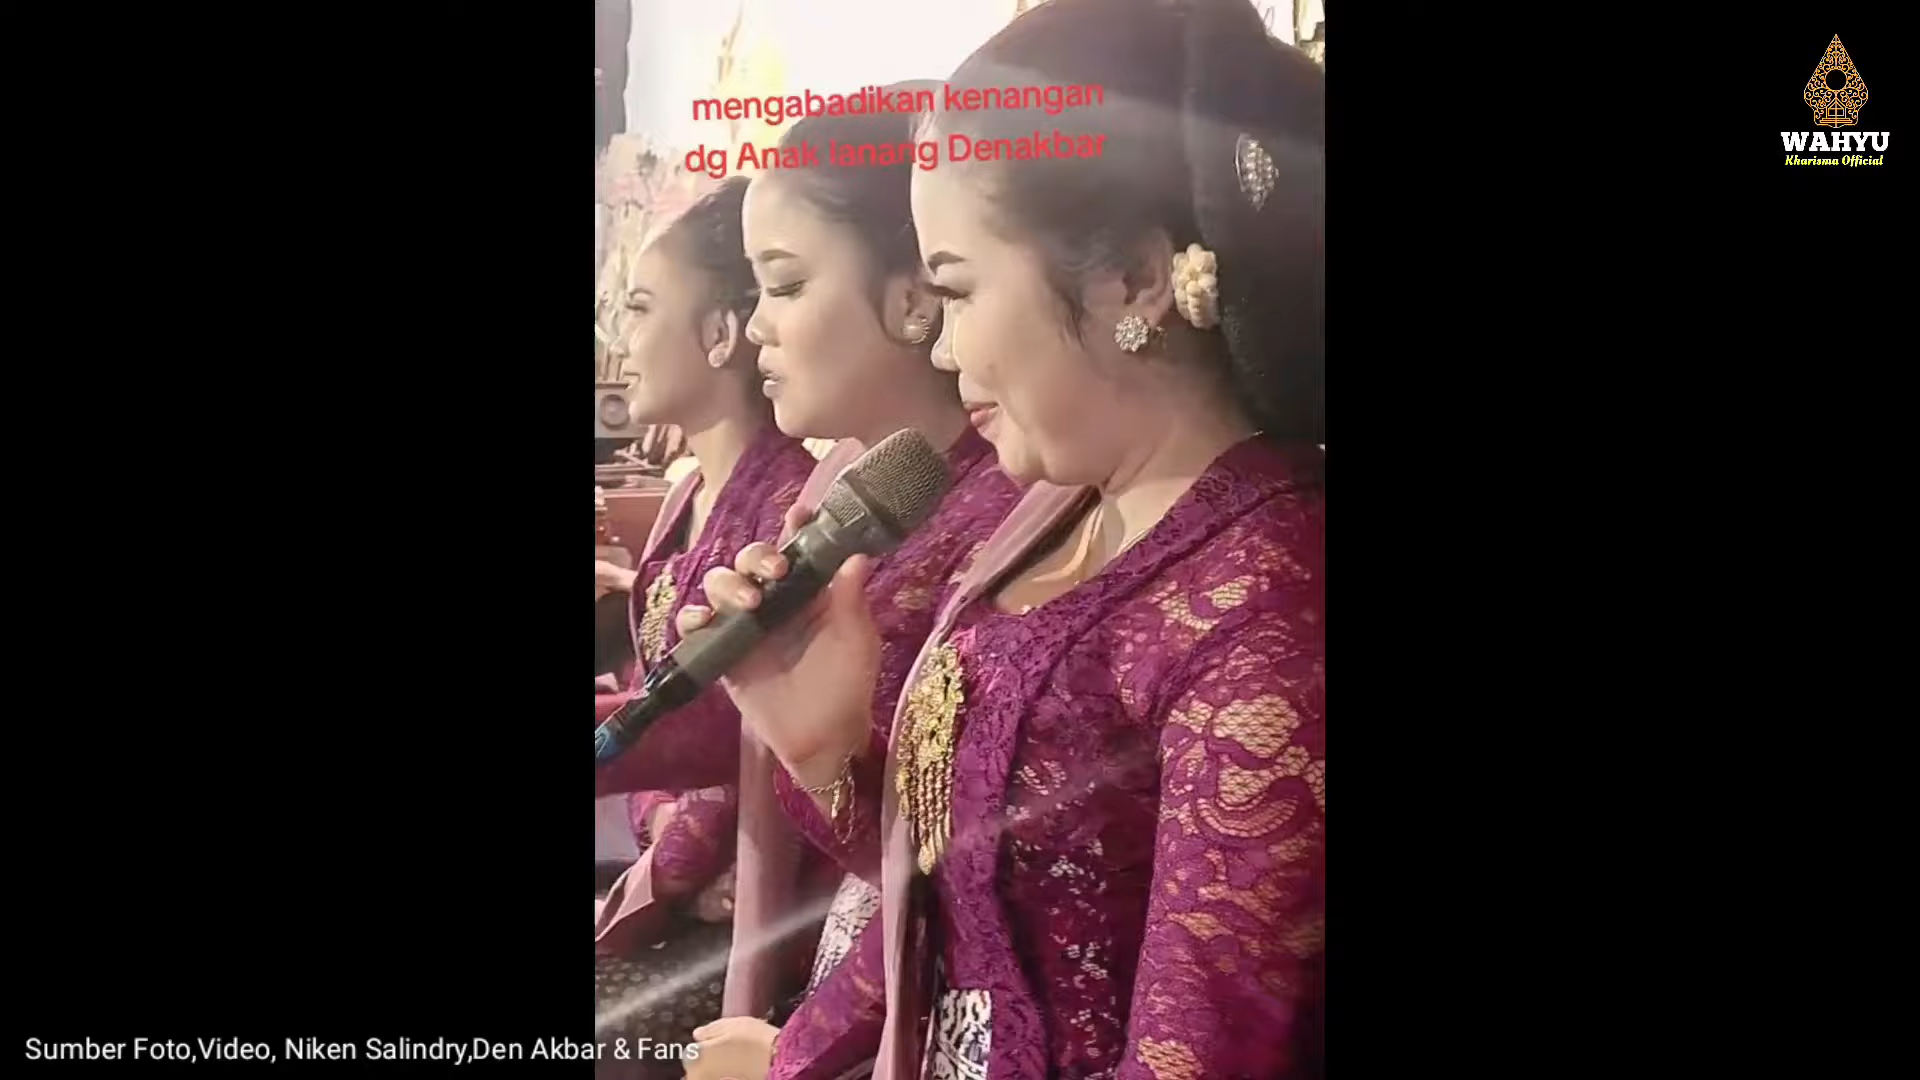 mengabadikan kenangan
dg Anak lanang Denakbar
WAHYU
Kharisma Official
Sumber Foto,Video, Niken Salindry,Den Akbar & Fans